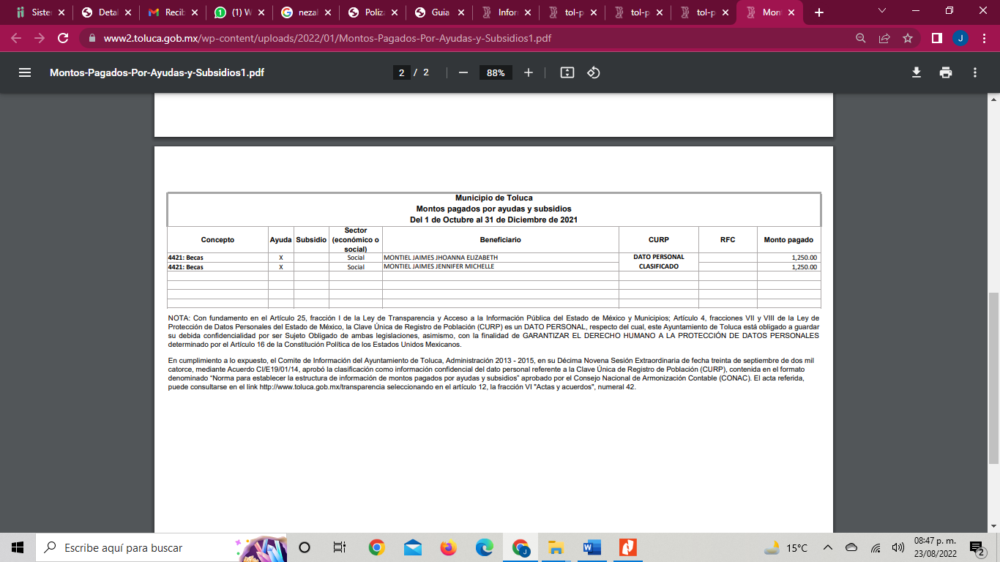 Sister
Detal
Recib
(1) W
nezal
Poliza
Guia
Inform
tol-p
tol-p
tol-p
Mont
www2.toluca.gob.mx/wp-content/uploads/2022/01/Montos-Pagados-Por-Ayudas-y-Subsidios1.pdf
J
Montos-Pagados-Por-Ayudas-y-Subsidios1.pdf
2 / 2
88%
Municipio de Toluca
Montos pagados por ayudas y subsidios
Del 1 de Octubre al 31 de Diciembre de 2021
Concepto Ayuda Subsidio Sector (económico o social) Beneficiario CURP RFC Monto pagado
4421: Becas X Social MONTIEL JAIMES JHOANNA ELIZABETH DATO PERSONAL 1,250.00
4421: Becas X Social MONTIEL JAIMES JENNIFER MICHELLE CLASIFICADO 1,250.00
NOTA: Con fundamento en el Artículo 25, fracción I de la Ley de Transparencia y Acceso a la Información Pública del Estado de México y Municipios; Artículo 4, fracciones VII y VIII de la Ley de
Protección de Datos Personales del Estado de México, la Clave Única de Registro de Población (CURP) es un DATO PERSONAL, respecto del cual, este Ayuntamiento de Toluca está obligado a guardar
su debida confidencialidad por ser Sujeto Obligado de ambas legislaciones, asimismo, con la finalidad de GARANTIZAR EL DERECHO HUMANO A LA PROTECCIÓN DE DATOS PERSONALES
determinado por el Artículo 16 de la Constitución Política de los Estados Unidos Mexicanos.
En cumplimiento a lo expuesto, el Comite de Información del Ayuntamiento de Toluca, Administración 2013 - 2015, en su Décima Novena Sesión Extraordinaria de fecha treinta de septiembre de dos mil
catorce, mediante Acuerdo CI/E19/01/14, aprobó la clasificación como información confidencial del dato personal referente a la Clave Única de Registro de Población (CURP), contenida en el formato
denominado "Norma para establecer la estructura de información de montos pagados por ayudas y subsidios" aprobado por el Consejo Nacional de Armonización Contable (CONAC). El acta referida,
puede consultarse en el link http://www.toluca.gob.mx/transparencia seleccionando en el artículo 12, la fracción VI "Actas y acuerdos", numeral 42.
Escribe aquí para buscar
15°C
08:47 p. m.
23/08/2022
2